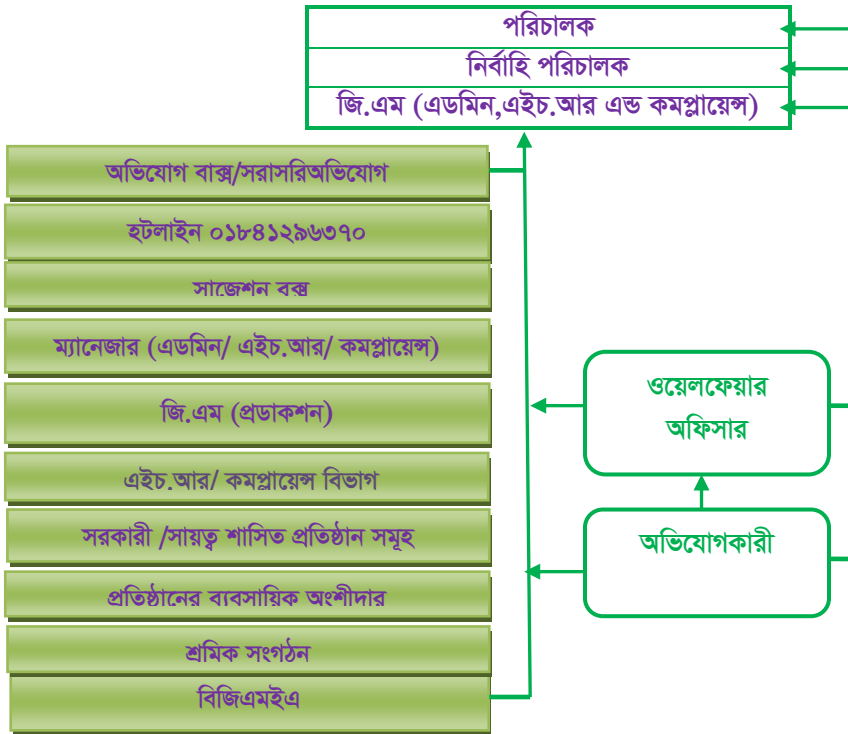 পরিচালক
নির্বাহি পরিচালক
জি.এম (এডমিন,এইচ.আর এন্ড কমপ্লায়েন্স)
অভিযোগ বাক্স/সরাসরিঅভিযোগ
হটলাইন ০১৮৪১২৯৬৩৭০
সাজেশন বক্স
ম্যানেজার (এডমিন/ এইচ.আর/ কমপ্লায়েন্স)
জি.এম (প্রডাকশন)
এইচ.আর/ কমপ্লায়েন্স বিভাগ
সরকারী /সায়ত্ব শাসিত প্রতিষ্ঠান সমূহ
প্রতিষ্ঠানের ব্যবসায়িক অংশীদার
শ্রমিক সংগঠন
বিজিএমইএ
ওয়েলফেয়ার
অফিসার
অভিযোগকারী